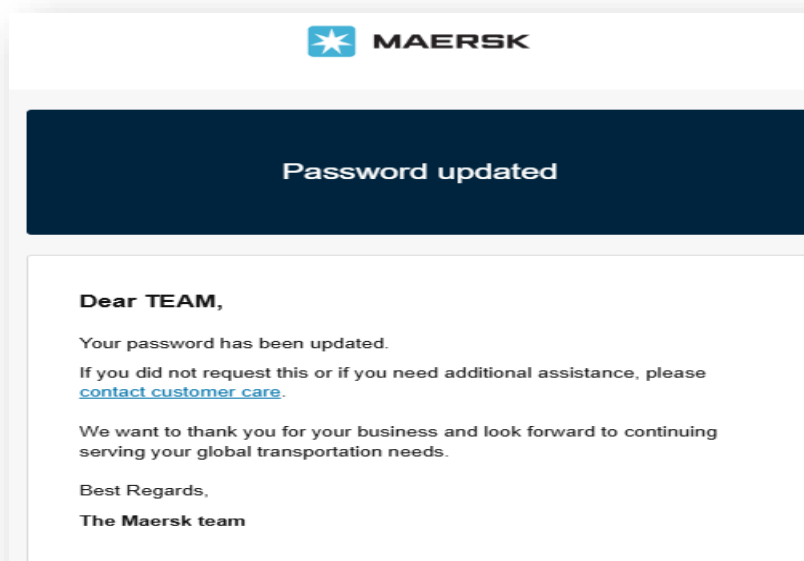 MAERSK
Password updated
Dear TEAM,
Your password has been updated.
If you did not request this or if you need additional assistance, please
contact customer care.
We want to thank you for your business and look forward to continuing
serving your global transportation needs.
Best Regards,
The Maersk team